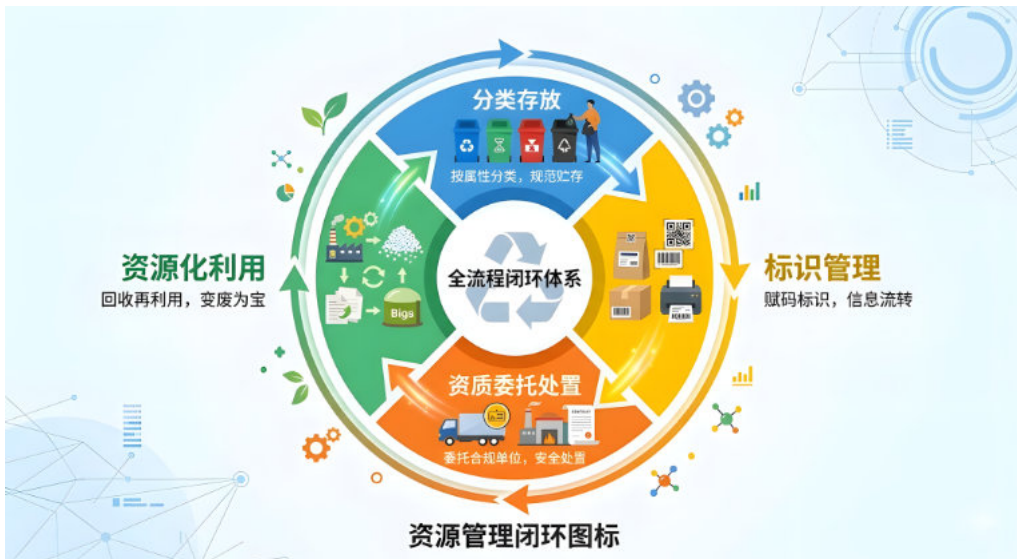 分类存放
按属性分类，规范贮存
资源化利用
回收再利用，变废为宝
全流程闭环体系
标识管理
赋码标识，信息流转
Bigs
资质委托处置
委托合规单位，安全处置
资源管理闭环图标